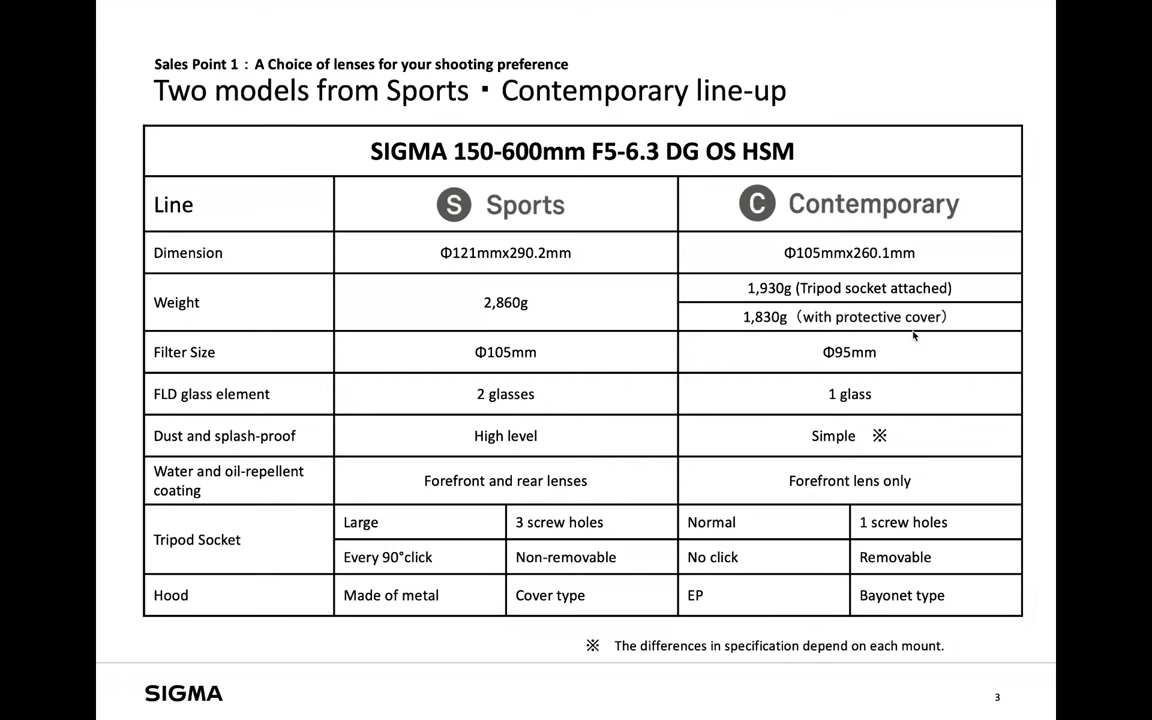 Sales Point 1：A Choice of lenses for your shooting preference
Two models from Sports・Contemporary line-up
SIGMA 150-600mm F5-6.3 DG OS HSM
Line
S Sports
C Contemporary
Dimension
Φ121mmx290.2mm
Φ105mmx260.1mm
Weight
2,860g
1,930g (Tripod socket attached)
1,830g（with protective cover）
Filter Size
Φ105mm
Φ95mm
FLD glass element
2 glasses
1 glass
Dust and splash-proof
High level
Simple ※
Water and oil-repellent
coating
Forefront and rear lenses
Forefront lens only
Tripod Socket
Large
3 screw holes
Normal
1 screw holes
Every 90°click
Non-removable
No click
Removable
Hood
Made of metal
Cover type
EP
Bayonet type
※ The differences in specification depend on each mount.
SIGMA
3